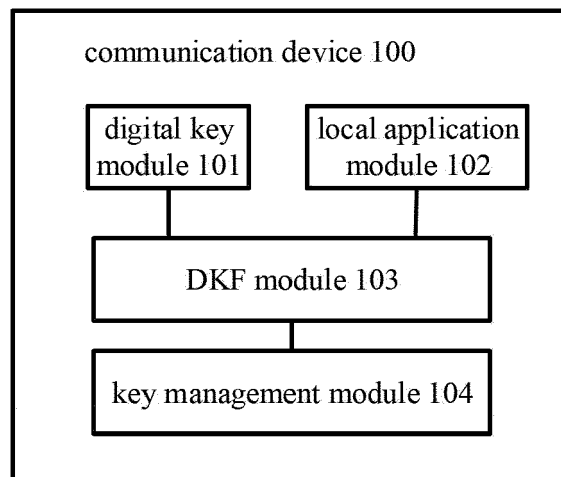 communication device 100
digital key
module 101
local application
module 102
DKF module 103
key management module 104